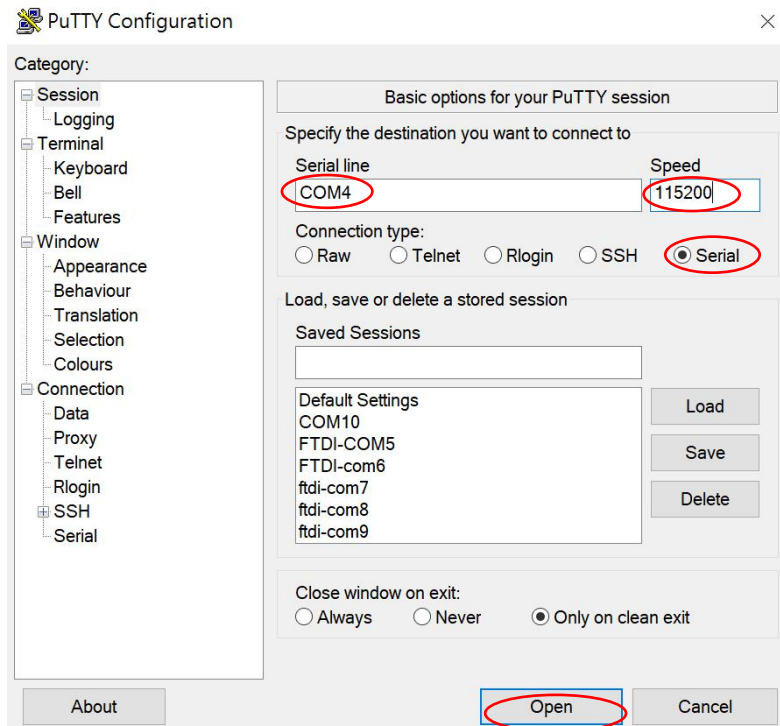 PuTTY Configuration
Category:
Session
Logging
Terminal
Keyboard
Bell
Features
Window
Appearance
Behaviour
Translation
Selection
Colours
Connection
Data
Proxy
Telnet
Rlogin
SSH
Serial
Basic options for your PuTTY session
Specify the destination you want to connect to
Serial line Speed
COM4 115200
Connection type:
Raw Telnet Rlogin SSH Serial
Load, save or delete a stored session
Saved Sessions
Default Settings
COM10
FTDI-COM5
FTDI-com6
ftdi-com7
ftdi-com8
ftdi-com9
Load
Save
Delete
Close window on exit:
Always Never Only on clean exit
About Open Cancel